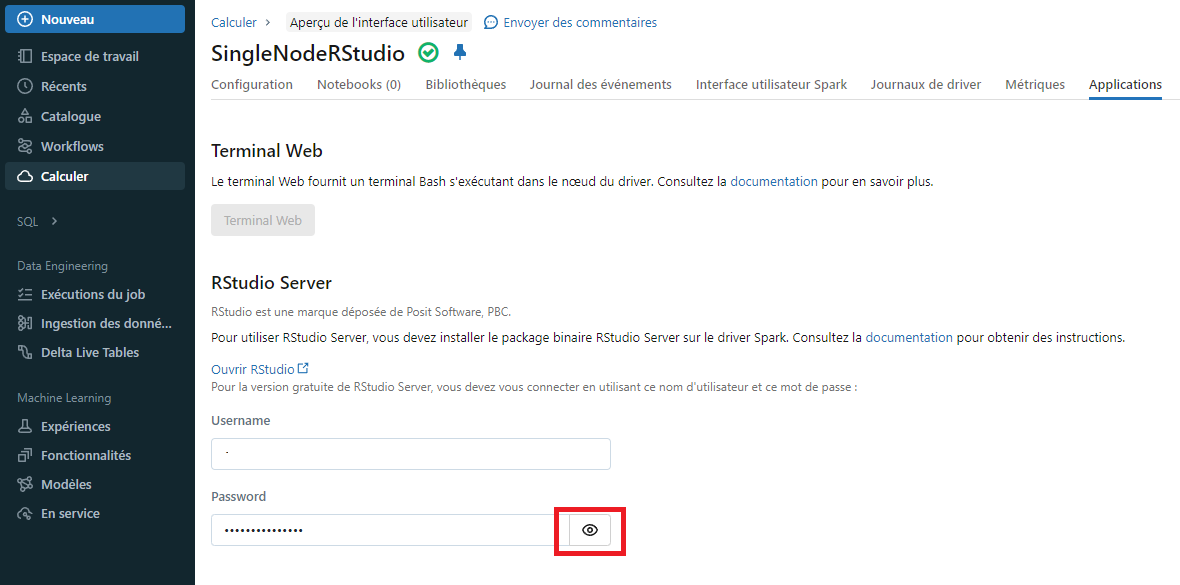 Nouveau
Espace de travail
Récents
Catalogue
Workflows
Calculer
SQL
Data Engineering
Exécutions du job
Ingestion des donné...
Delta Live Tables
Machine Learning
Expériences
Fonctionnalités
Modèles
En service
Calculer Aperçu de l'interface utilisateur Envoyer des commentaires
SingleNodeRStudio
Configuration Notebooks (0) Bibliothèques Journal des événements Interface utilisateur Spark Journaux de driver Métriques Applications
Terminal Web
Le terminal Web fournit un terminal Bash s'exécutant dans le nœud du driver. Consultez la documentation pour en savoir plus.
Terminal Web
RStudio Server
RStudio est une marque déposée de Posit Software, PBC.
Pour utiliser RStudio Server, vous devez installer le package binaire RStudio Server sur le driver Spark. Consultez la documentation pour obtenir des instructions.
Ouvrir RStudio
Pour la version gratuite de RStudio Server, vous devez vous connecter en utilisant ce nom d'utilisateur et ce mot de passe :
Username
Password
•••••••••••••••